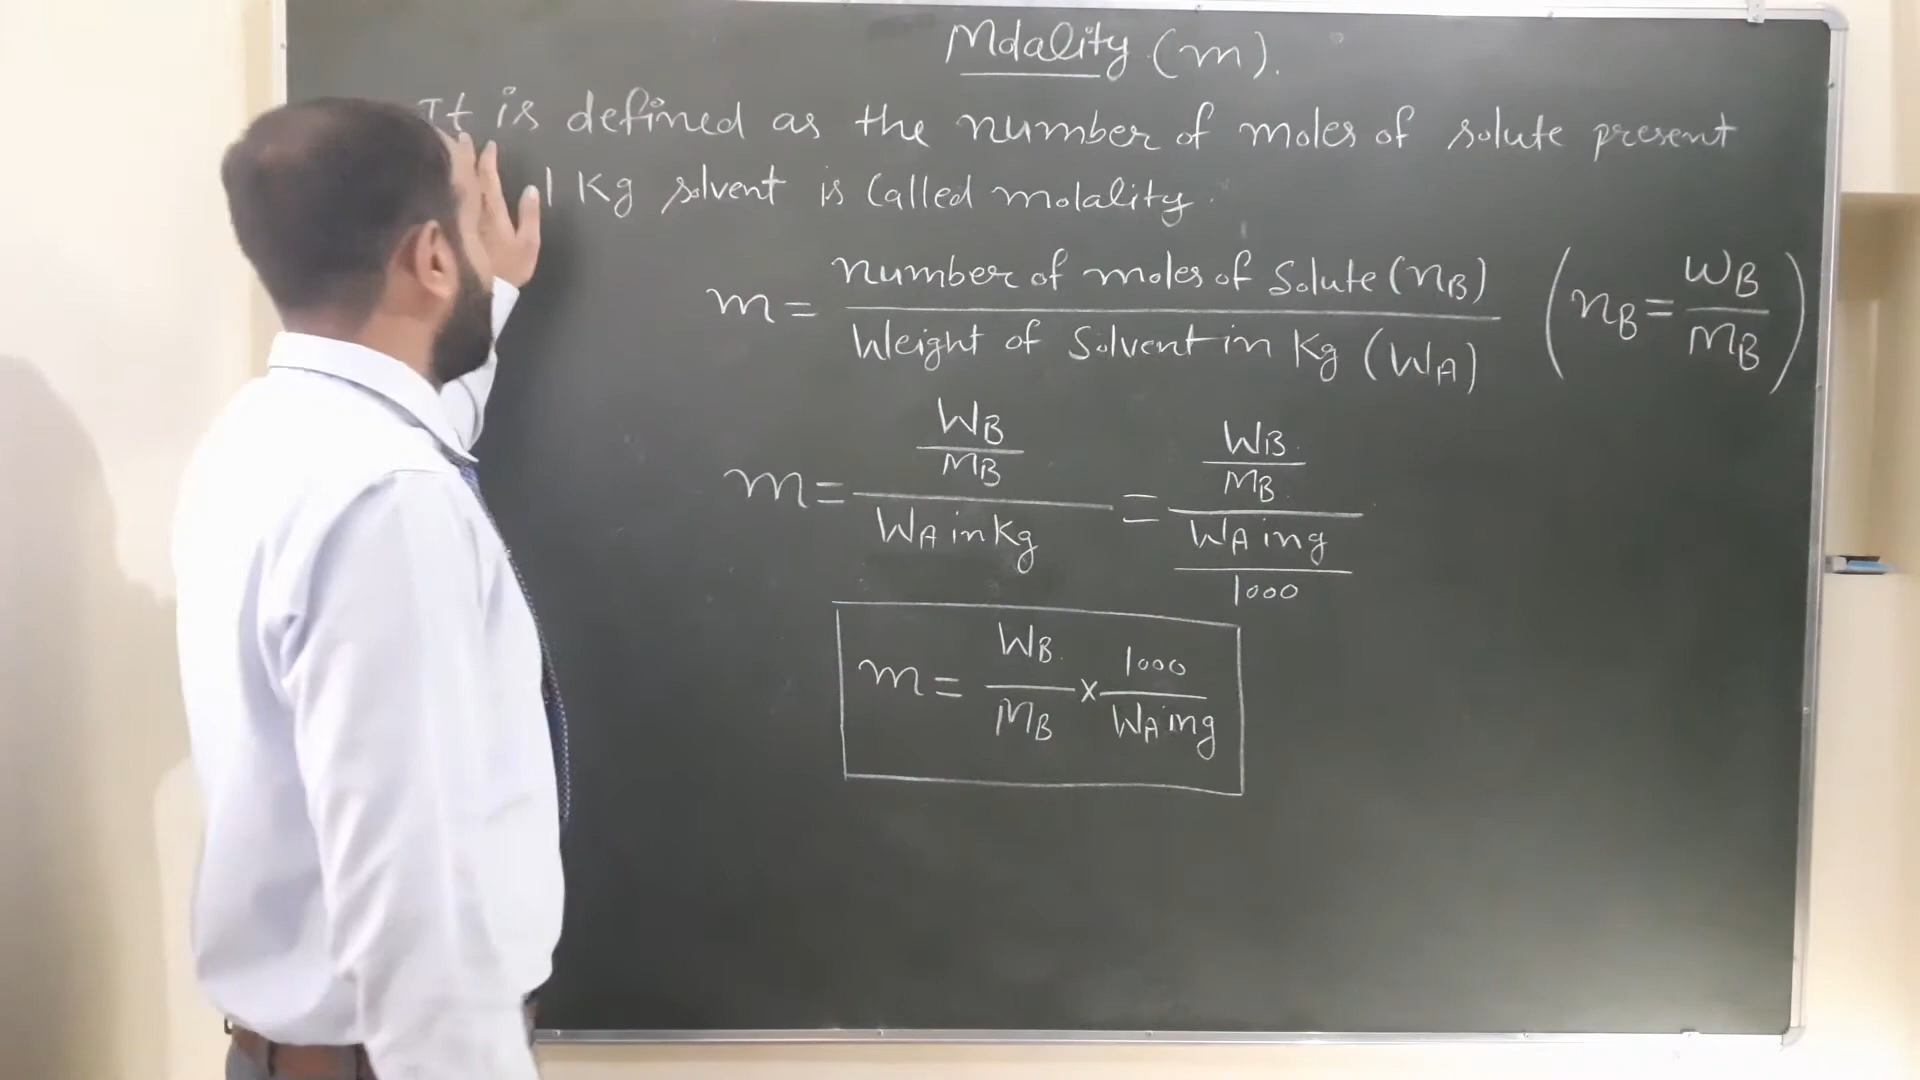 Molality (m).
It is defined as the number of moles of solute present
1 Kg solvent is Called molality.
m = number of moles of Solute (nB) / Weight of Solvent in Kg (WA) (nB = WB / MB)
m = WB / MB / WA in Kg = WB / MB / WA in g / 1000
m = WB / MB x 1000 / WA in g